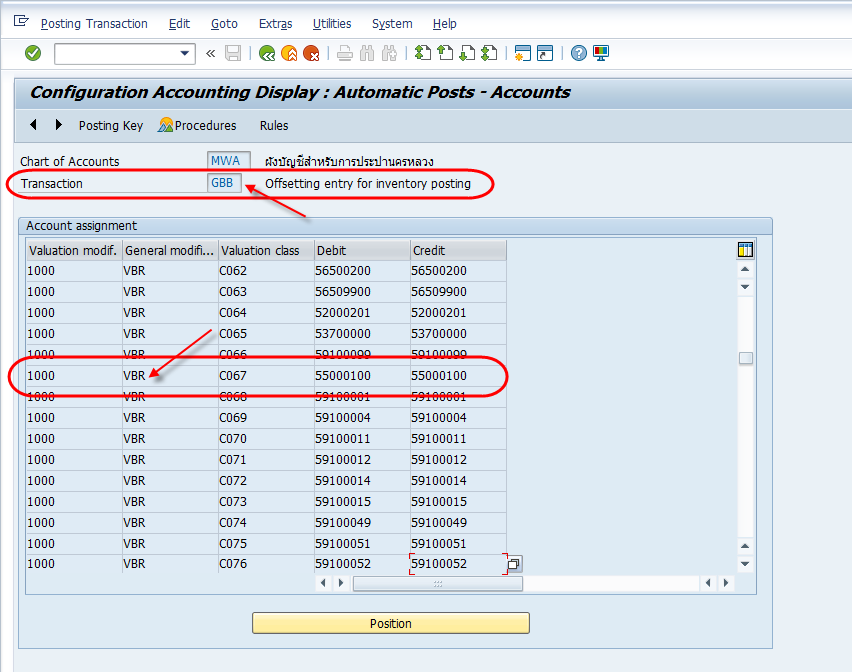 Posting Transaction Edit Goto Extras Utilities System Help
Configuration Accounting Display : Automatic Posts - Accounts
Posting Key Procedures Rules
Chart of Accounts MWA ผังบัญชีสำหรับการประปานครหลวง
Transaction GBB Offsetting entry for inventory posting
Account assignment
Valuation modif. General modifi... Valuation class Debit Credit
1000 VBR C062 56500200 56500200
1000 VBR C063 56509900 56509900
1000 VBR C064 52000201 52000201
1000 VBR C065 53700000 53700000
1000 VBR C066 59100099 59100099
1000 VBR C067 55000100 55000100
1000 VBR C068 59100001 59100001
1000 VBR C069 59100004 59100004
1000 VBR C070 59100011 59100011
1000 VBR C071 59100012 59100012
1000 VBR C072 59100014 59100014
1000 VBR C073 59100015 59100015
1000 VBR C074 59100049 59100049
1000 VBR C075 59100051 59100051
1000 VBR C076 59100052 59100052
Position